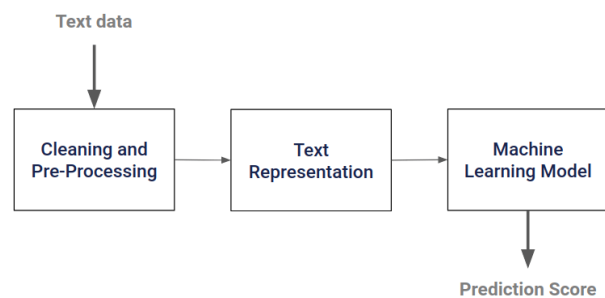 Text data
Cleaning and
Pre-Processing
Text
Representation
Machine
Learning Model
Prediction Score